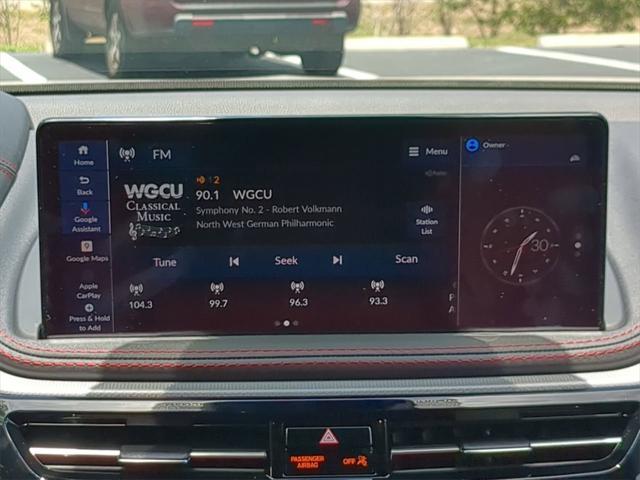 Home
Back
Google
Assistant
9
Google Maps
Apple
CarPlay
Press & Hold
to Add
FM
Menu
WGCU
CLASSICAL
MUSIC
2
90.1 WGCU
Symphony No. 2 - Robert Volkmann
North West German Philharmonic
Auto
Station
List
Tune
Seek
Scan
104.3
99.7
96.3
93.3
P
A
Owner
30
PASSENGER
AIRBAG
OFF